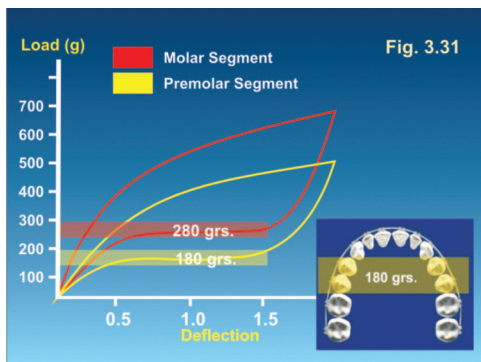 Load (g)
Fig. 3.31
Molar Segment
Premolar Segment
700
600
500
400
300
280 grs.
200
180 grs.
100
180 grs.
0.5
1.0
1.5
Deflection